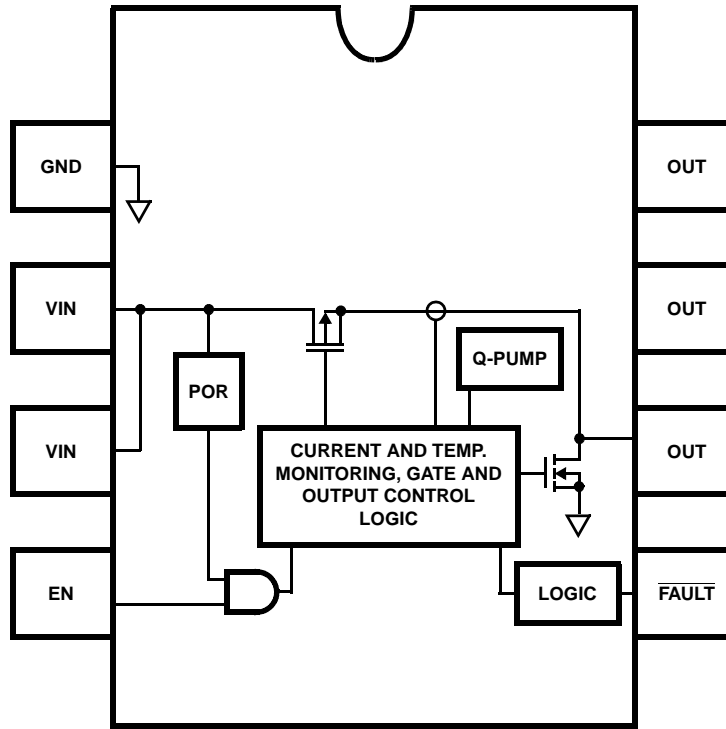 GND
OUT
VIN
OUT
POR
Q-PUMP
VIN
CURRENT AND TEMP.
MONITORING, GATE AND
OUTPUT CONTROL
LOGIC
OUT
EN
LOGIC
FAULT